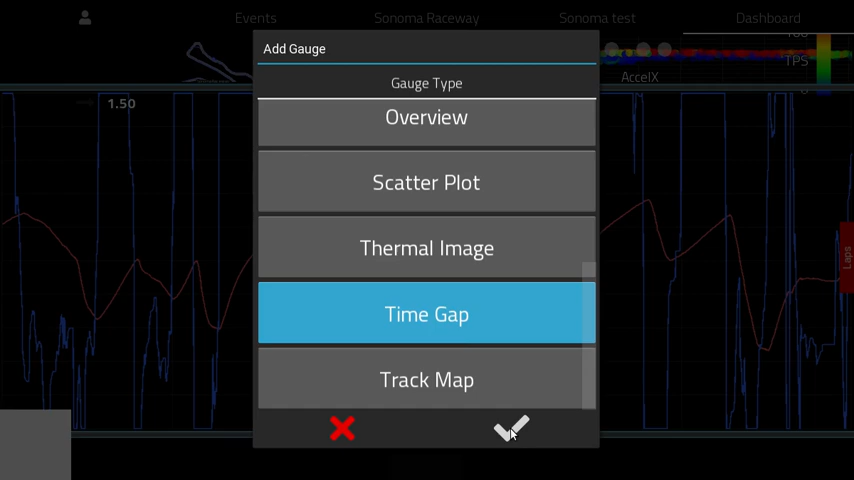 Events
Sonoma Raceway
Sonoma test
Dashboard
Add Gauge
Gauge Type
Overview
Scatter Plot
Thermal Image
Time Gap
Track Map
1.50
TPS
AccelX
Laps